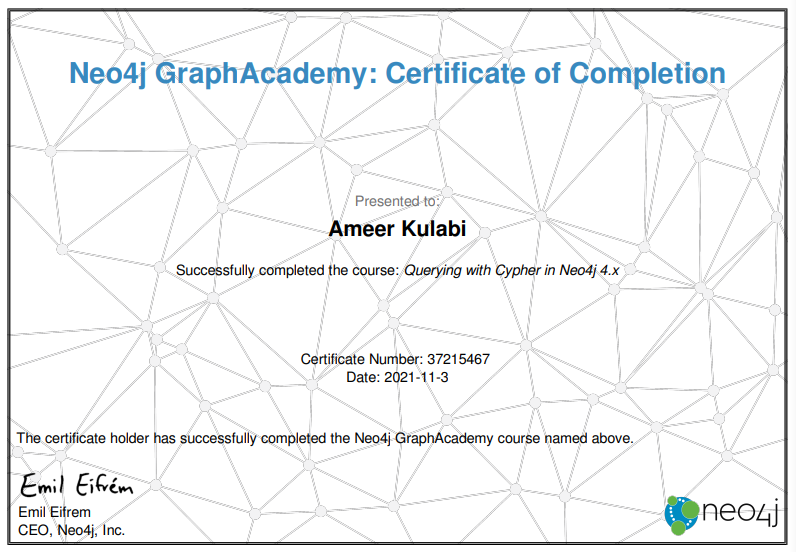 Neo4j GraphAcademy: Certificate of Completion
Presented to:
Ameer Kulabi
Successfully completed the course: Querying with Cypher in Neo4j 4.x
Certificate Number: 37215467
Date: 2021-11-3
The certificate holder has successfully completed the Neo4j GraphAcademy course named above.
Emil Eifrém
Emil Eifrem
CEO, Neo4j, Inc.
neo4j